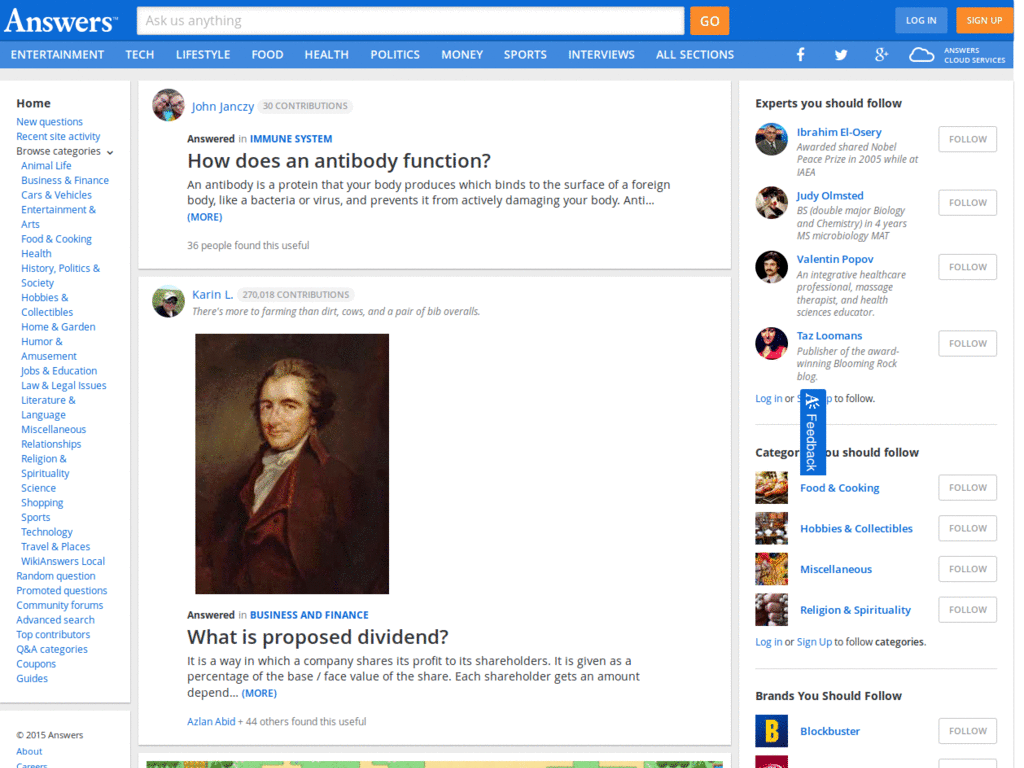 Answers™
Ask us anything
GO
LOG IN
SIGN UP
ENTERTAINMENT TECH LIFESTYLE FOOD HEALTH POLITICS MONEY SPORTS INTERVIEWS ALL SECTIONS
ANSWERS
CLOUD SERVICES
Home
New questions
Recent site activity
Browse categories
Animal Life
Business & Finance
Cars & Vehicles
Entertainment &
Arts
Food & Cooking
Health
History, Politics &
Society
Hobbies &
Collectibles
Home & Garden
Humor &
Amusement
Jobs & Education
Law & Legal Issues
Literature &
Language
Miscellaneous
Relationships
Religion &
Spirituality
Science
Shopping
Sports
Technology
Travel & Places
WikiAnswers Local
Random question
Promoted questions
Community forums
Advanced search
Top contributors
Q&A categories
Coupons
Guides
© 2015 Answers
About
Careers
John Janczy 30 CONTRIBUTIONS
Answered in IMMUNE SYSTEM
How does an antibody function?
An antibody is a protein that your body produces which binds to the surface of a foreign
body, like a bacteria or virus, and prevents it from actively damaging your body. Anti...
(MORE)
36 people found this useful
Karin L. 270,018 CONTRIBUTIONS
There's more to farming than dirt, cows, and a pair of bib overalls.
Answered in BUSINESS AND FINANCE
What is proposed dividend?
It is a way in which a company shares its profit to its shareholders. It is given as a
percentage of the base / face value of the share. Each shareholder gets an amount
depend... (MORE)
Azlan Abid + 44 others found this useful
Experts you should follow
Ibrahim El-Osery
Awarded shared Nobel
Peace Prize in 2005 while at
IAEA
FOLLOW
Judy Olmsted
BS (double major Biology
and Chemistry) in 4 years
MS microbiology MAT
FOLLOW
Valentin Popov
An integrative healthcare
professional, massage
therapist, and health
sciences educator.
FOLLOW
Taz Loomans
Publisher of the award-
winning Blooming Rock
blog.
FOLLOW
Log in or to follow.
Feedback
you should follow
Food & Cooking
FOLLOW
Hobbies & Collectibles
FOLLOW
Miscellaneous
FOLLOW
Religion & Spirituality
FOLLOW
Log in or Sign Up to follow categories.
Brands You Should Follow
Blockbuster
FOLLOW